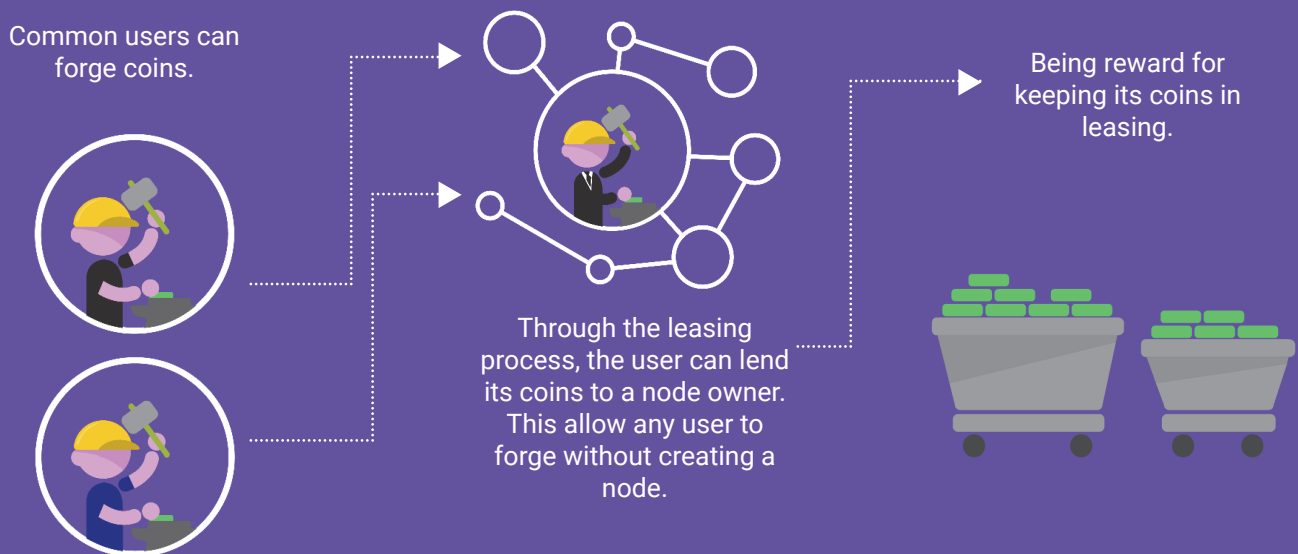 Common users can
forge coins.
Through the leasing
process, the user can lend
its coins to a node owner.
This allow any user to
forge without creating a
node.
Being reward for
keeping its coins in
leasing.